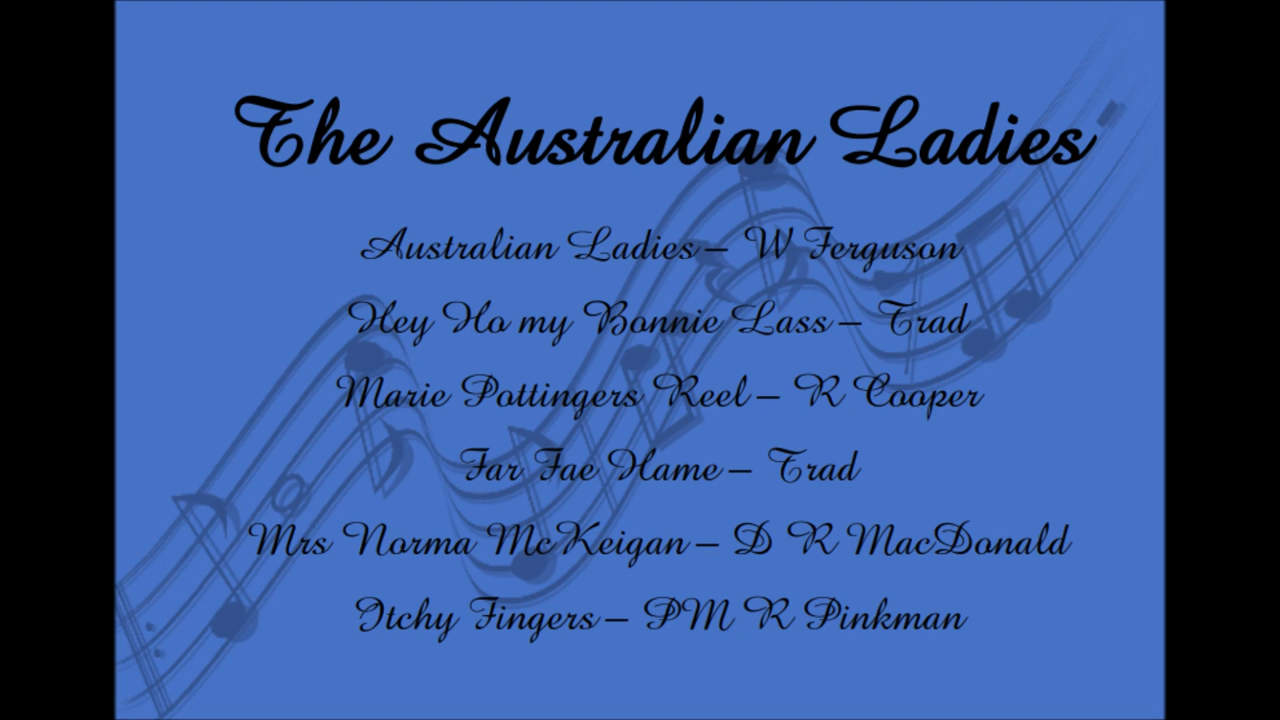 The Australian Ladies
Australian Ladies – W Ferguson
Hey Ho my Bonnie Lass – Trad
Marie Pottingers Reel – R Cooper
Far Fae Hame – Trad
Mrs Norma McKeigan – D R MacDonald
Itchy Fingers – PM R Pinkman